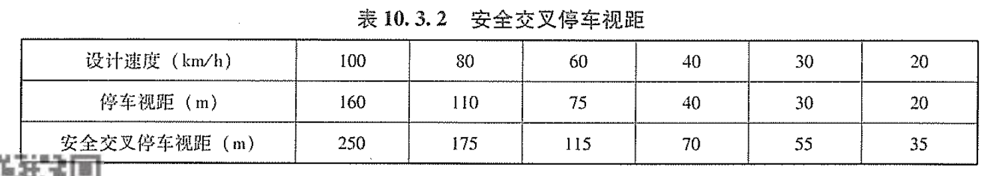 表 10. 3. 2 安全交叉停车视距
设计速度 (km/h) 100 80 60 40 30 20
停车视距 (m) 160 110 75 40 30 20
安全交叉停车视距 (m) 250 175 115 70 55 35